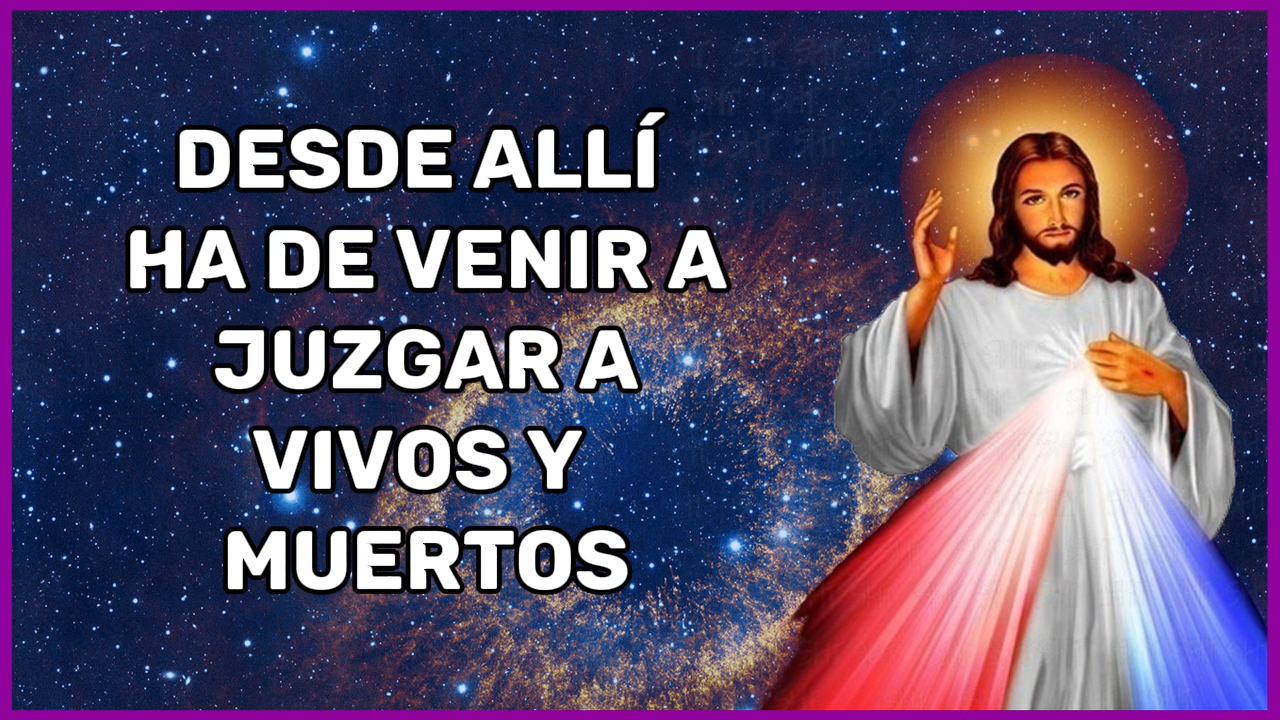 DESDE ALLÍ
HA DE VENIR A
JUZGAR A
VIVOS Y
MUERTOS